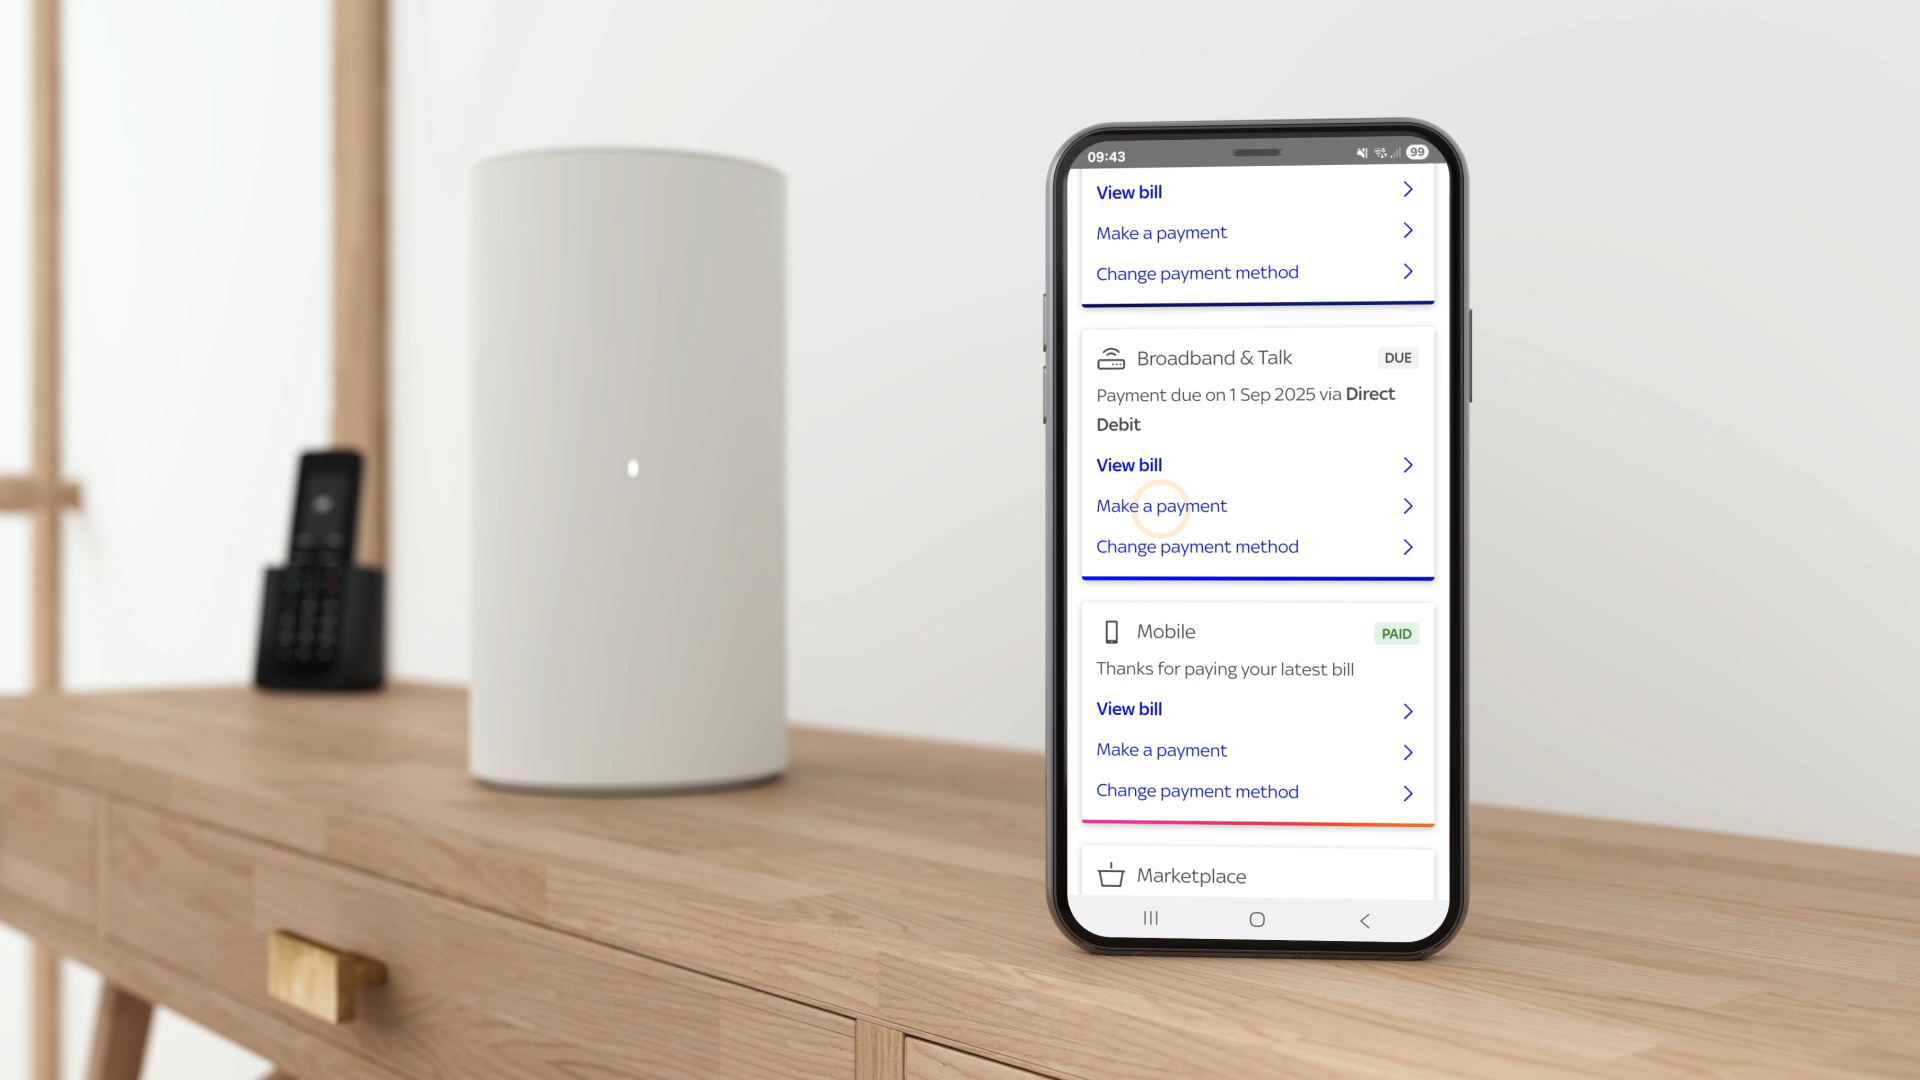 09:43
99
View bill
Make a payment
Change payment method
Broadband & Talk
DUE
Payment due on 1 Sep 2025 via Direct
Debit
View bill
Make a payment
Change payment method
Mobile
PAID
Thanks for paying your latest bill
View bill
Make a payment
Change payment method
Marketplace